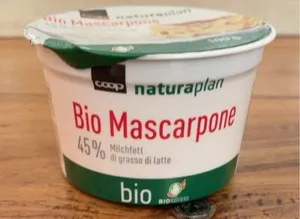 coop naturaplan
Bio Mascarpone
45% Milchfett
di grasso di latte
bio